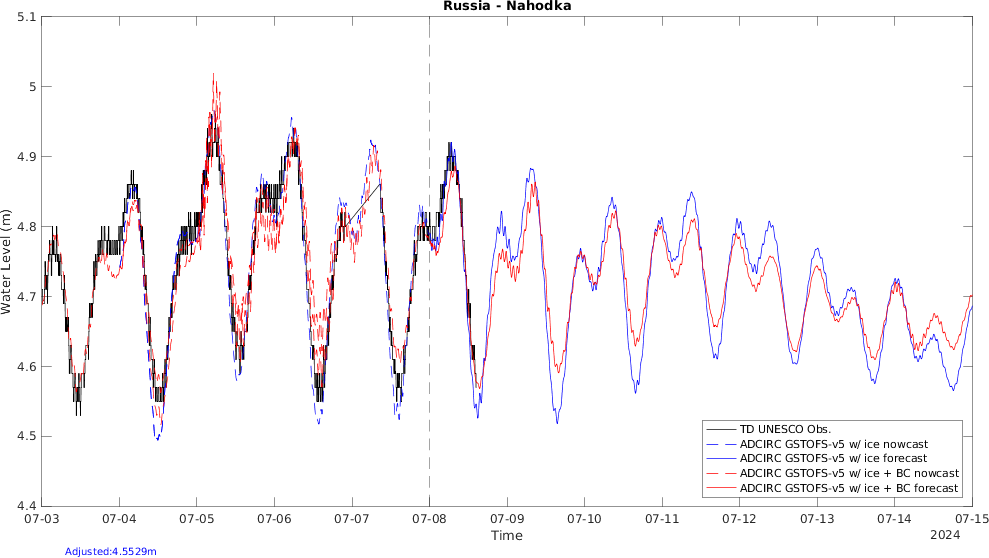 Russia - Nahodka
5.1
5
4.9
4.8
4.7
4.6
4.5
4.4
Water Level (m)
TD UNESCO Obs.
ADCIRC GSTOFS-v5 w/ ice nowcast
ADCIRC GSTOFS-v5 w/ ice forecast
ADCIRC GSTOFS-v5 w/ ice + BC nowcast
ADCIRC GSTOFS-v5 w/ ice + BC forecast
07-03 07-04 07-05 07-06 07-07 07-08 07-09 07-10 07-11 07-12 07-13 07-14 07-15
Time
2024
Adjusted:4.5529m